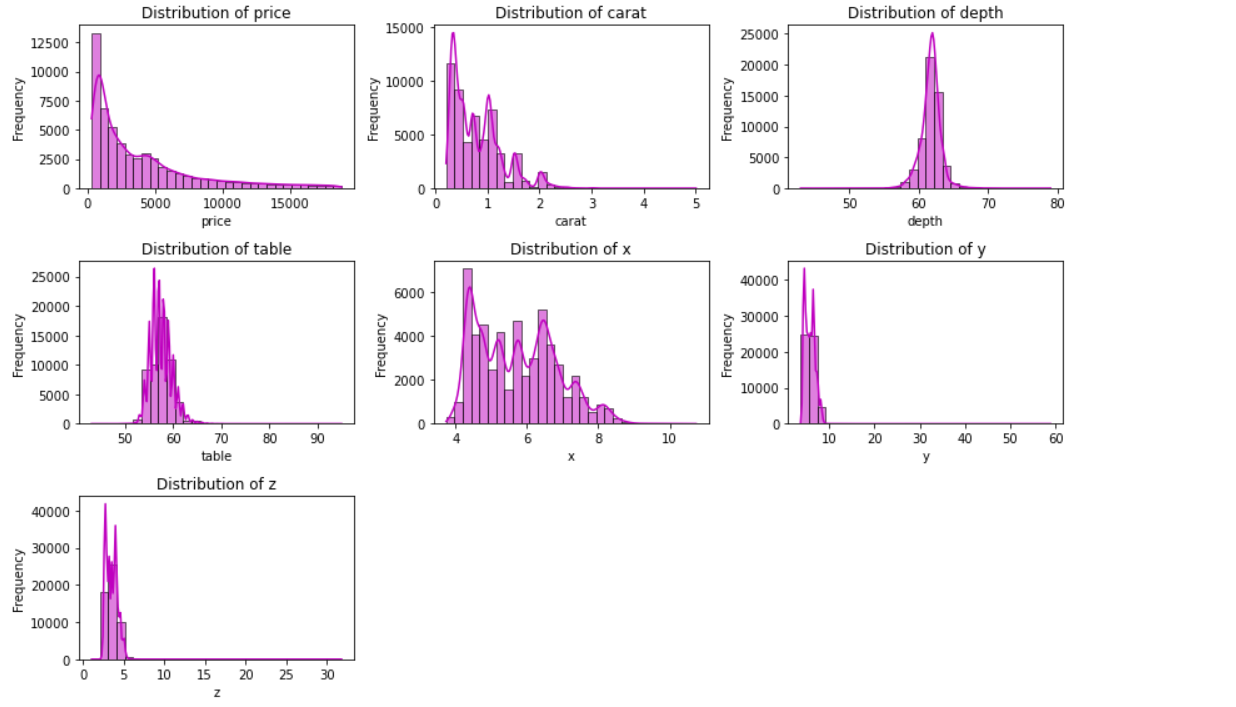 Distribution of price
Frequency
12500
10000
7500
5000
2500
0
0 5000 10000 15000
price
Distribution of carat
Frequency
15000
10000
5000
0
0 1 2 3 4 5
carat
Distribution of depth
Frequency
25000
20000
15000
10000
5000
0
50 60 70 80
depth
Distribution of table
Frequency
25000
20000
15000
10000
5000
0
50 60 70 80 90
table
Distribution of x
Frequency
6000
4000
2000
0
4 6 8 10
x
Distribution of y
Frequency
40000
30000
20000
10000
0
10 20 30 40 50 60
y
Distribution of z
Frequency
40000
30000
20000
10000
0
0 5 10 15 20 25 30
z